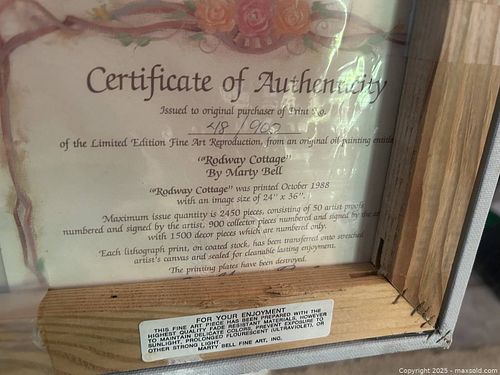 Certificate of Authenticity
Issued to original purchaser of Print No.
48 / 900
of the Limited Edition Fine Art Reproduction, from an original oil painting entitle
"Rodway Cottage"
By Marty Bell
"Rodway Cottage" was printed October 1988
with an image size of 24" x 36".
Maximum issue quantity is 2450 pieces, consisting of 50 artist proofs
numbered and signed by the artist, 900 collector pieces numbered and signed by the art
with 1500 decor pieces which are numbered only.
Each lithograph print, on coated stock, has been transferred onto stretched
artist's canvas and sealed for cleanable lasting enjoyment.
The printing plates have been destroyed.
FOR YOUR ENJOYMENT
THIS FINE ART PIECE HAS BEEN PREPARED WITH THE
HIGHEST QUALITY FADE RESISTANT MATERIALS, HOWEVER
TO MAINTAIN DELICATE COLORS, PREVENT EXPOSURE TO
SUNLIGHT, PROLONGED FLOURESCENT (ULTRAVIOLET), OR
OTHER STRONG LIGHT.
MARTY BELL FINE ART, INC.
Copyright 2025 - maxsold.com